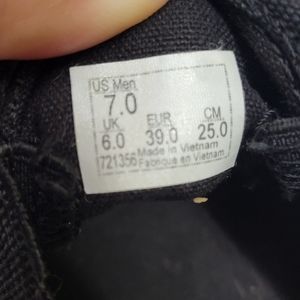 US Men
7.0
UK EUR CM
6.0 39.0 25.0
721356 Made in Vietnam
Fabriqué en Vietnam